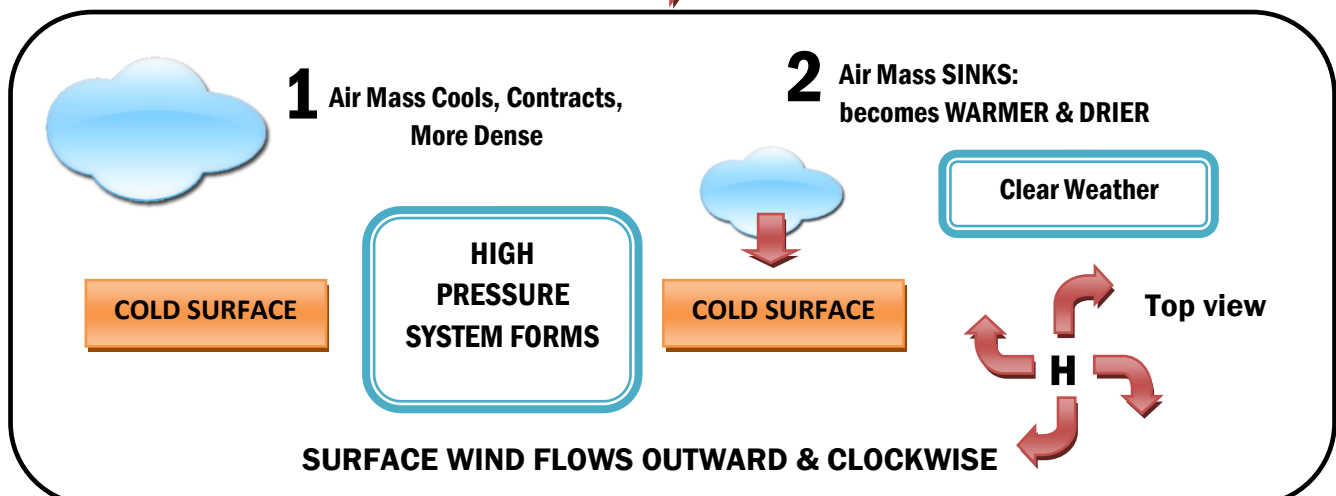 1 Air Mass Cools, Contracts,
More Dense
2 Air Mass SINKS:
becomes WARMER & DRIER
Clear Weather
HIGH
PRESSURE
SYSTEM FORMS
COLD SURFACE
COLD SURFACE
Top view
H
SURFACE WIND FLOWS OUTWARD & CLOCKWISE